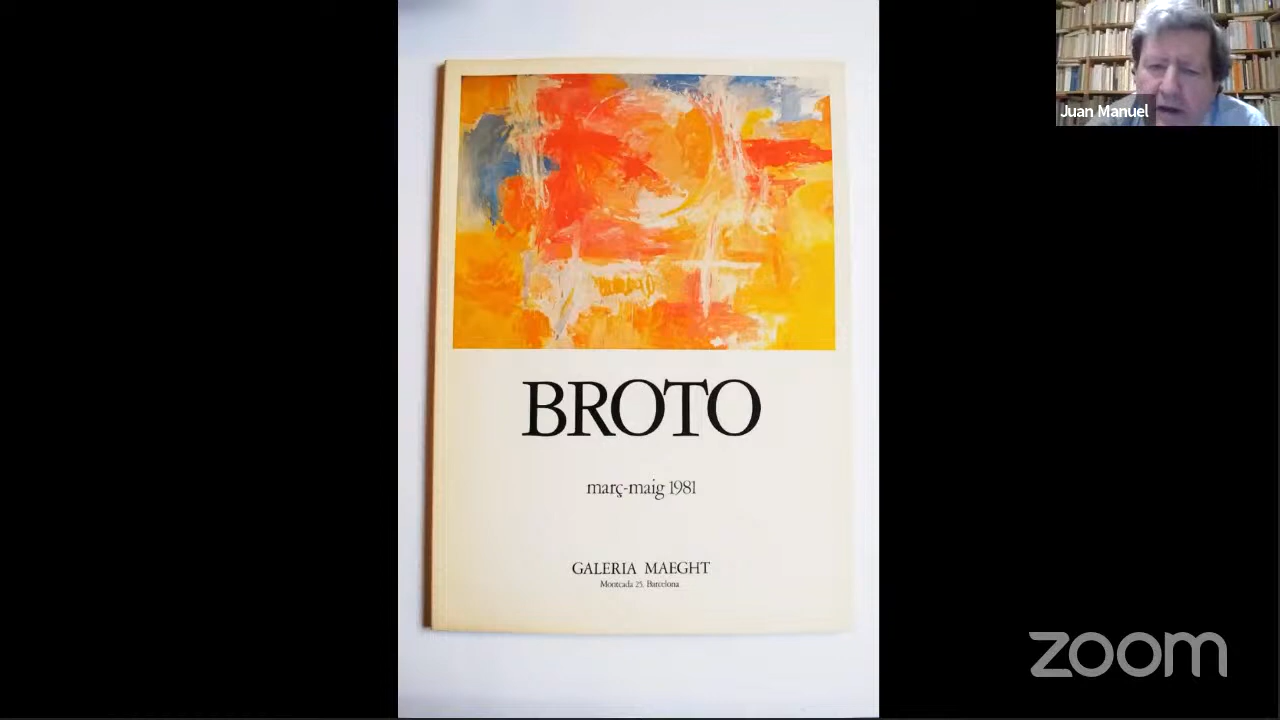 Juan Manuel
BROTO
març-maig 1981
GALERIA MAEGHT
Montcada 25. Barcelona
zoom